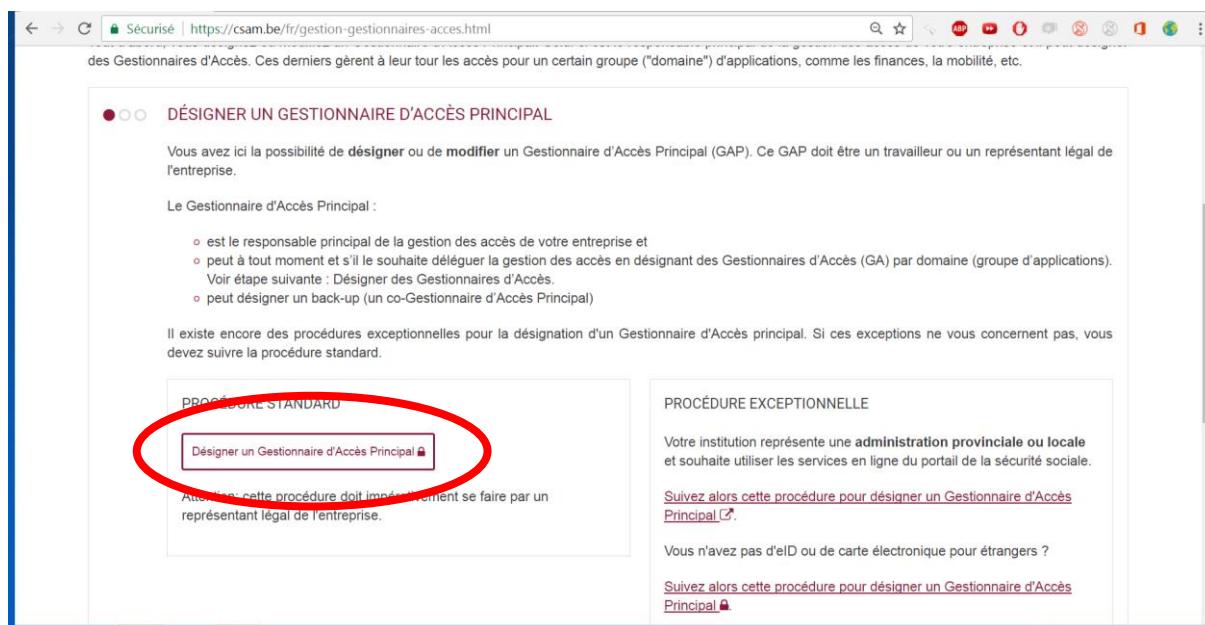 Sécurisé | https://csam.be/fr/gestion-gestionnaires-acces.html
des Gestionnaires d'Accès. Ces derniers gèrent à leur tour les accès pour un certain groupe ("domaine") d'applications, comme les finances, la mobilité, etc.
DÉSIGNER UN GESTIONNAIRE D'ACCÈS PRINCIPAL
Vous avez ici la possibilité de désigner ou de modifier un Gestionnaire d'Accès Principal (GAP). Ce GAP doit être un travailleur ou un représentant légal de
l'entreprise.
Le Gestionnaire d'Accès Principal :
est le responsable principal de la gestion des accès de votre entreprise et
peut à tout moment et s'il le souhaite déléguer la gestion des accès en désignant des Gestionnaires d'Accès (GA) par domaine (groupe d'applications).
Voir étape suivante : Désigner des Gestionnaires d'Accès.
peut désigner un back-up (un co-Gestionnaire d'Accès Principal)
Il existe encore des procédures exceptionnelles pour la désignation d'un Gestionnaire d'Accès principal. Si ces exceptions ne vous concernent pas, vous
devez suivre la procédure standard.
PROCÉDURE STANDARD
Désigner un Gestionnaire d'Accès Principal
Attention: cette procédure doit impérativement se faire par un
représentant légal de l'entreprise.
PROCÉDURE EXCEPTIONNELLE
Votre institution représente une administration provinciale ou locale
et souhaite utiliser les services en ligne du portail de la sécurité sociale.
Suivez alors cette procédure pour désigner un Gestionnaire d'Accès
Principal.
Vous n'avez pas d'eID ou de carte électronique pour étrangers ?
Suivez alors cette procédure pour désigner un Gestionnaire d'Accès
Principal.